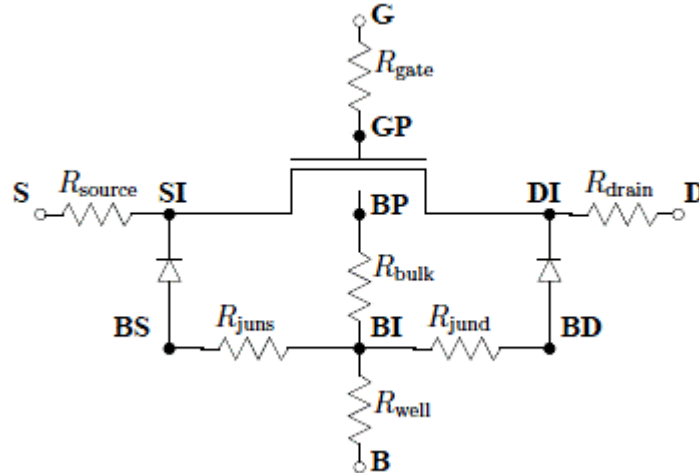 G
R_gate
GP
S R_source SI BP DI R_drain D
R_bulk
BS R_juns BI R_jund BD
R_well
B